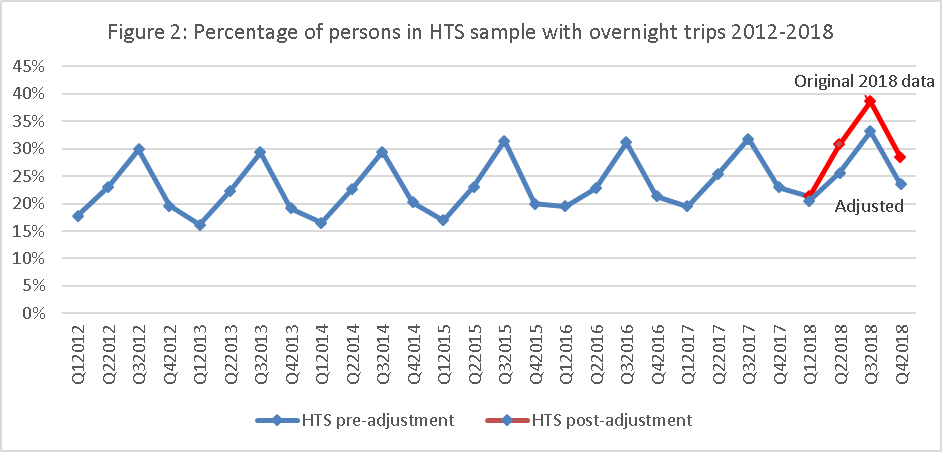 Figure 2: Percentage of persons in HTS sample with overnight trips 2012-2018
45%
40%
35%
30%
25%
20%
15%
10%
5%
0%
Original 2018 data
Adjusted
Q12012
Q22012
Q32012
Q42012
Q12013
Q22013
Q32013
Q42013
Q12014
Q22014
Q32014
Q42014
Q12015
Q22015
Q32015
Q42015
Q12016
Q22016
Q32016
Q42016
Q12017
Q22017
Q32017
Q42017
Q12018
Q22018
Q32018
Q42018
HTS pre-adjustment
HTS post-adjustment